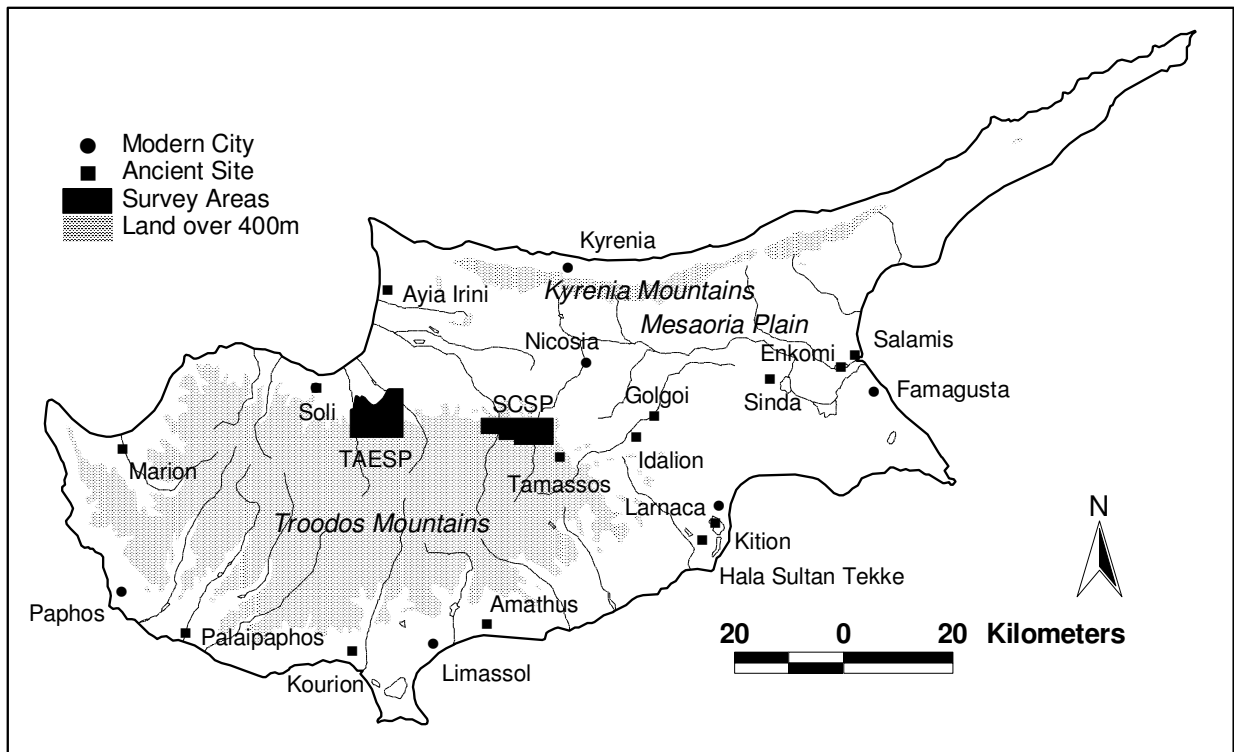 Modern City
Ancient Site
Survey Areas
Land over 400m
Kyrenia
Ayia Irini
Kyrenia Mountains
Mesaoria Plain
Nicosia
Salamis
Enkomi
Famagusta
Sinda
Golgoi
SCSP
Soli
Idalion
TAESP
Marion
Tamassos
Larnaca
Troodos Mountains
Kition
N
Hala Sultan Tekke
Paphos
Amathus
Palaipaphos
20 0 20 Kilometers
Limassol
Kourion